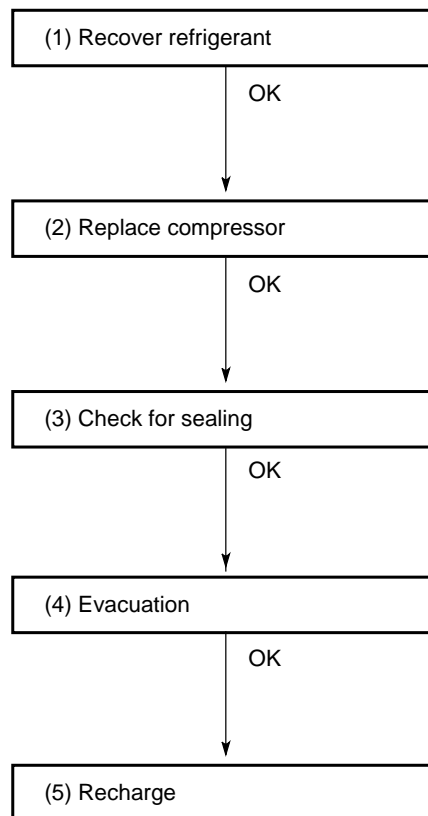 (1) Recover refrigerant
OK
(2) Replace compressor
OK
(3) Check for sealing
OK
(4) Evacuation
OK
(5) Recharge